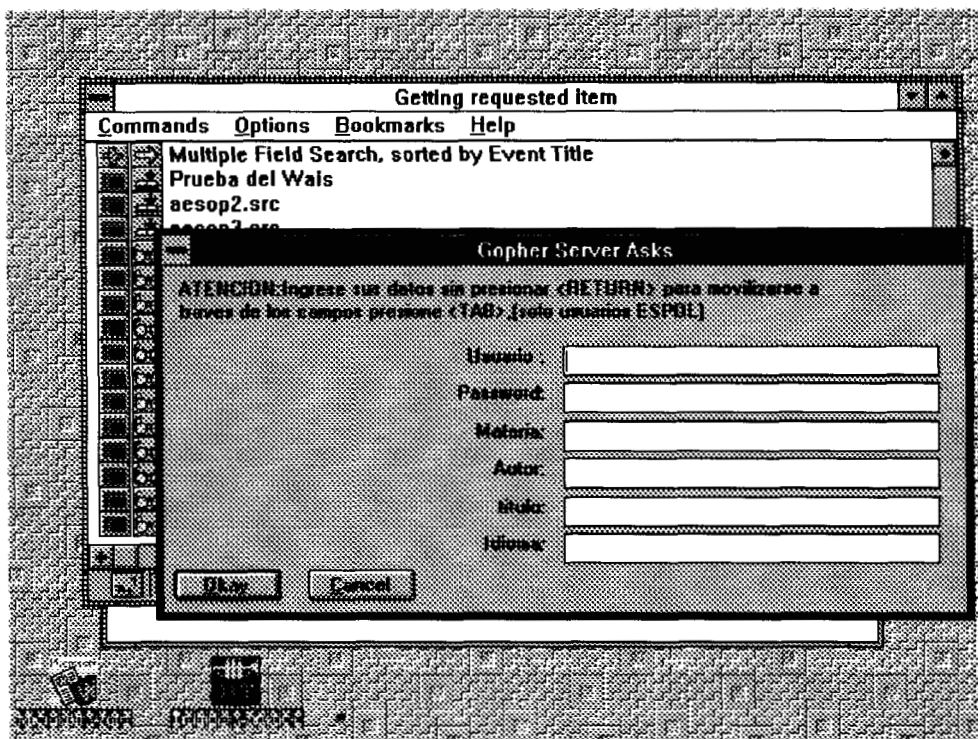 Getting requested item
Commands Options Bookmarks Help
Multiple Field Search, sorted by Event Title
Prueba del Wais
aesop2.src
aesop3.src
Gopher Server Asks
ATENCION:Ingrese sus datos sin presionar <RETURN> para movilizarse a
traves de los campos presione <TAB>,[solo usuarios ESPOL]
Usuario :
Password:
Materia:
Autor:
titulo:
Idioma:
Okay Cancel